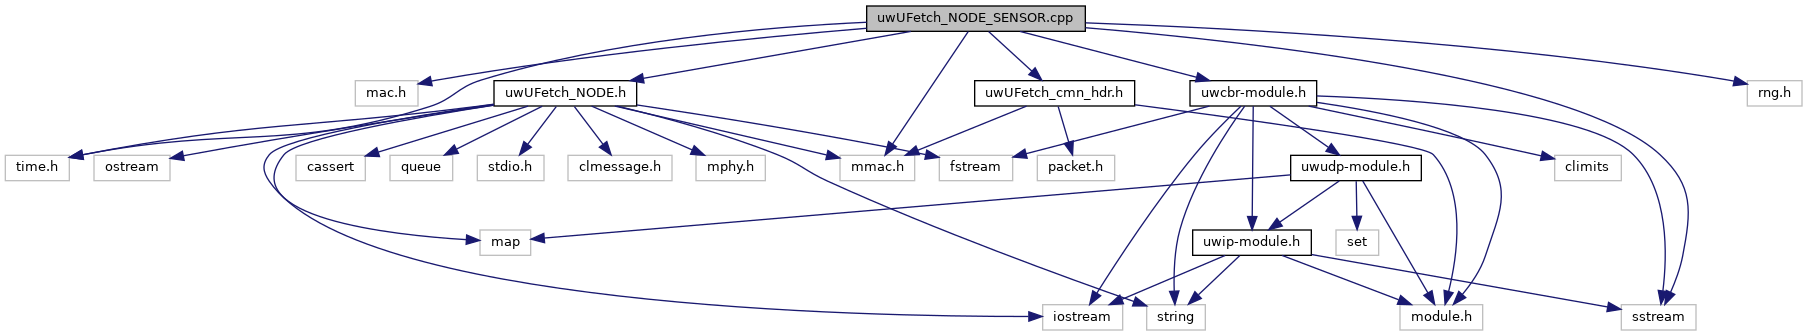 uwUFetch_NODE_SENSOR.cpp
mac.h
uwUFetch_NODE.h
uwUFetch_cmn_hdr.h
uwcbr-module.h
rng.h
time.h
ostream
cassert
queue
stdio.h
clmessage.h
mphy.h
mmac.h
fstream
packet.h
uwudp-module.h
climits
map
uwip-module.h
set
iostream
string
module.h
sstream